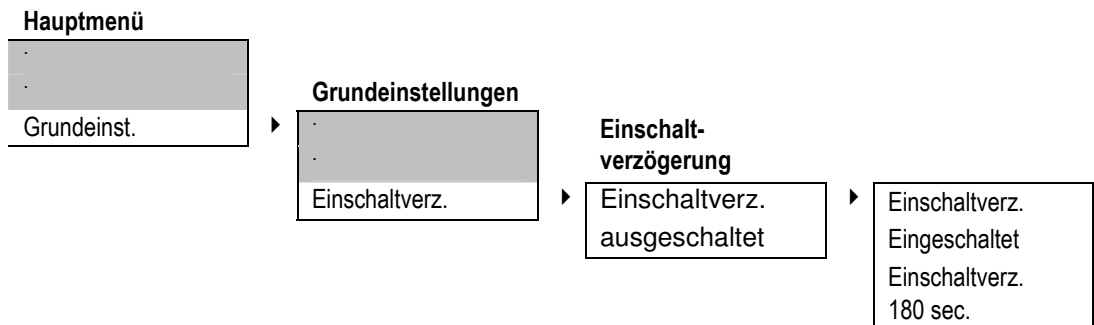 Hauptmenü
.
.
Grundeinst.
Grundeinstellungen
.
.
Einschaltverz.
Einschalt-
verzögerung
Einschaltverz.
ausgeschaltet
Einschaltverz.
Eingeschaltet
Einschaltverz.
180 sec.